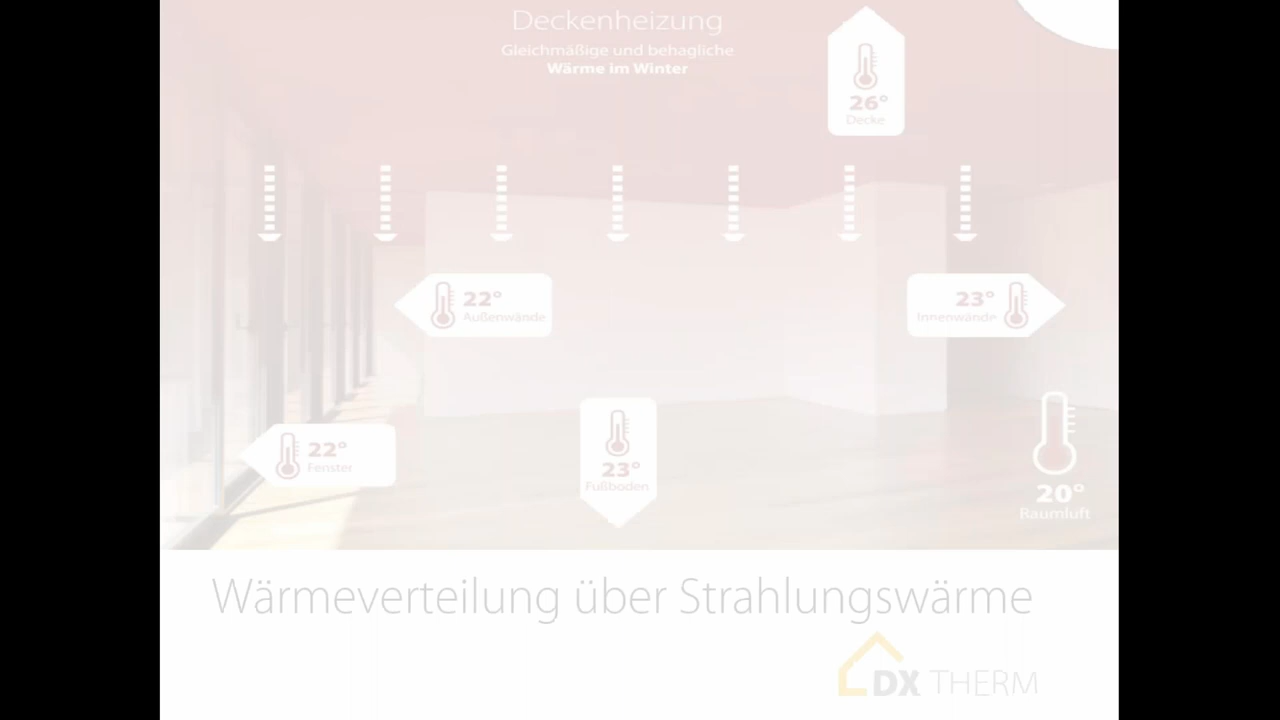 Deckenheizung
Gleichmäßige und behagliche
Wärme im Winter
26°
Decke
22°
Außenwände
23°
Innenwände
22°
Fenster
23°
Fußboden
20°
Raumluft
Wärmeverteilung über Strahlungswärme
DX THERM